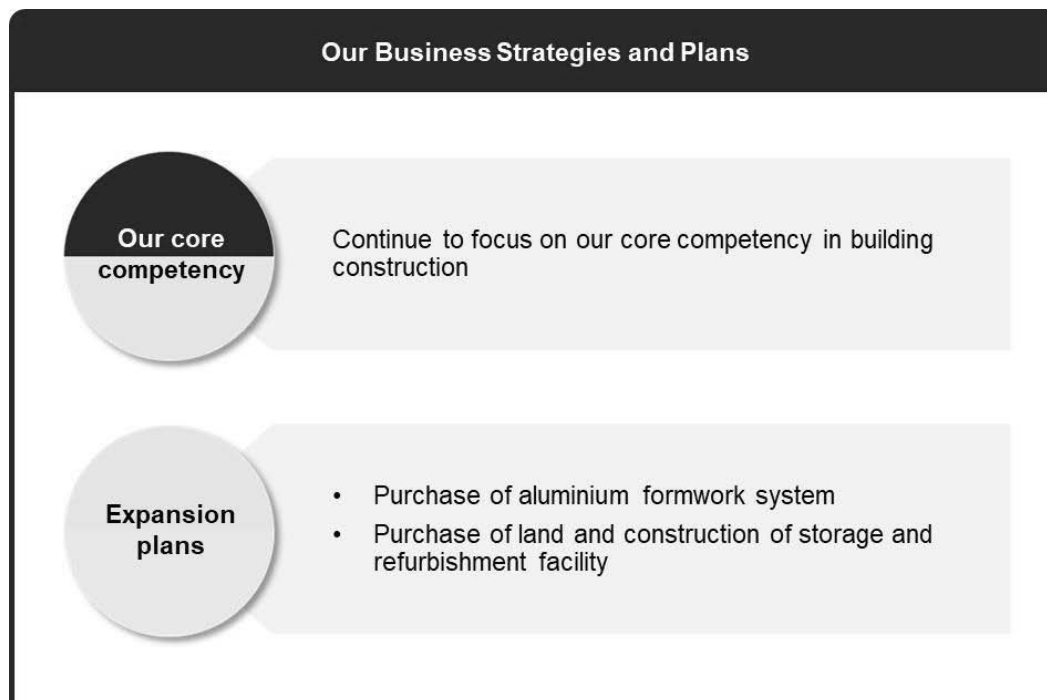 Our Business Strategies and Plans
Our core
competency
Continue to focus on our core competency in building
construction
Expansion
plans
• Purchase of aluminium formwork system
• Purchase of land and construction of storage and
refurbishment facility